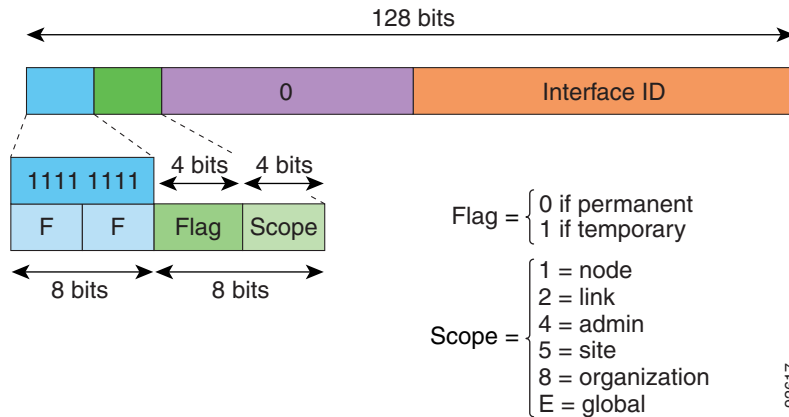 128 bits
0
Interface ID
4 bits
4 bits
1111 1111
F
F
Flag
Scope
8 bits
8 bits
Flag =
0 if permanent
1 if temporary
Scope =
1 = node
2 = link
4 = admin
5 = site
8 = organization
E = global